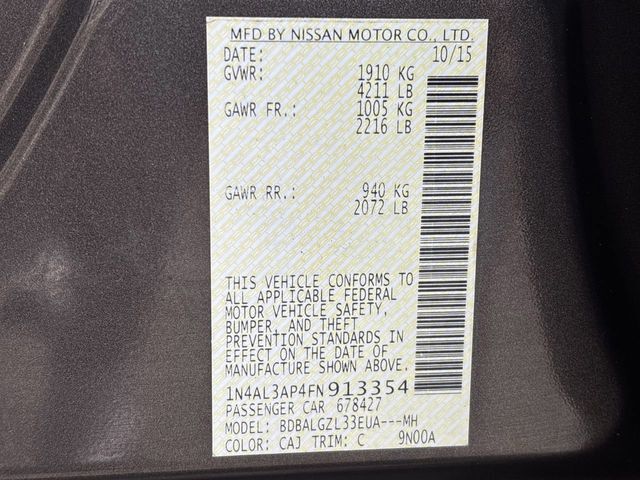 MFD BY NISSAN MOTOR CO., LTD.
DATE: 10/15
GVWR: 1910 KG
4211 LB
GAWR FR.: 1005 KG
2216 LB
GAWR RR.: 940 KG
2072 LB
THIS VEHICLE CONFORMS TO
ALL APPLICABLE FEDERAL
MOTOR VEHICLE SAFETY,
BUMPER, AND THEFT
PREVENTION STANDARDS IN
EFFECT ON THE DATE OF
MANUFACTURE SHOWN ABOVE.
1N4AL3AP4FN913354
PASSENGER CAR 678427
MODEL: BDBALGZL33EUA---MH
COLOR: CAJ TRIM: C 9N00A